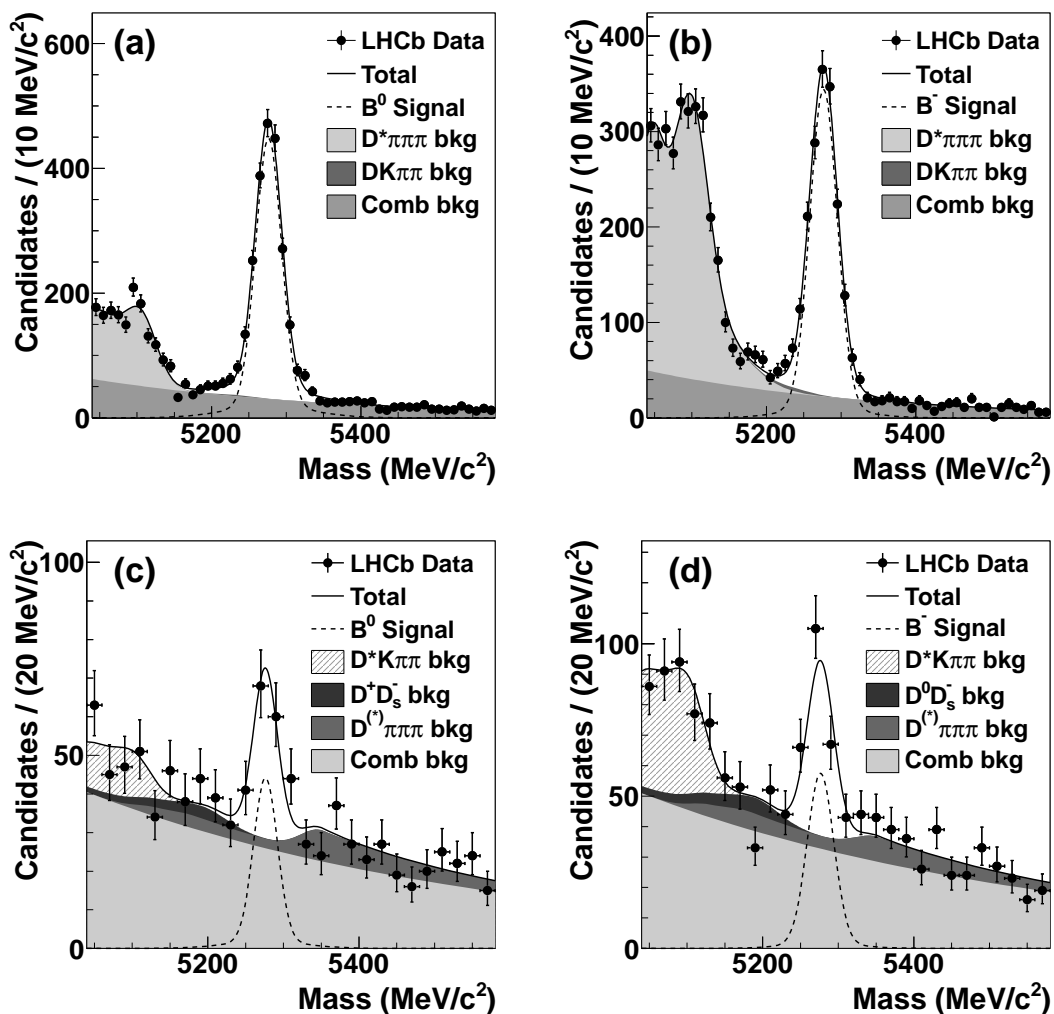 (a)
LHCb Data
Total
B⁰ Signal
D*πππ bkg
DKππ bkg
Comb bkg
Candidates / (10 MeV/c²)
600
400
200
0
5200 5400
Mass (MeV/c²)
(b)
LHCb Data
Total
B⁻ Signal
D*πππ bkg
DKππ bkg
Comb bkg
Candidates / (10 MeV/c²)
400
300
200
100
0
5200 5400
Mass (MeV/c²)
(c)
LHCb Data
Total
B⁰ Signal
D*Kππ bkg
D⁺Dₛ⁻ bkg
D⁽*⁾πππ bkg
Comb bkg
Candidates / (20 MeV/c²)
100
50
0
5200 5400
Mass (MeV/c²)
(d)
LHCb Data
Total
B⁻ Signal
D*Kππ bkg
D⁰Dₛ⁻ bkg
D⁽*⁾πππ bkg
Comb bkg
Candidates / (20 MeV/c²)
100
50
0
5200 5400
Mass (MeV/c²)